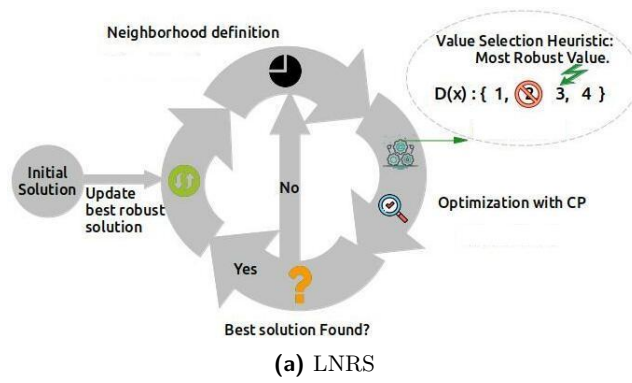 Neighborhood definition
Value Selection Heuristic:
Most Robust Value.
D(x) : { 1, 2 3, 4 }
Initial
Solution
Update
best robust
solution
No
Optimization with CP
Yes
?
Best solution Found?
(a) LNRS